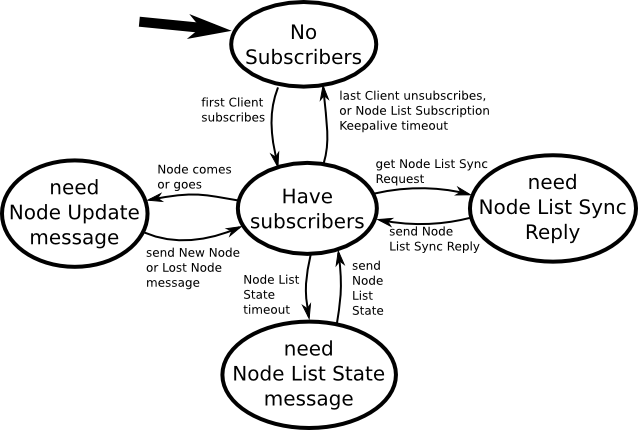 No
Subscribers
first Client
subscribes
last Client unsubscribes,
or Node List Subscription
Keepalive timeout
Node comes
or goes
get Node List Sync
Request
need
Node Update
message
Have
subscribers
need
Node List Sync
Reply
send New Node
or Lost Node
message
send Node
List Sync Reply
Node List
State
timeout
send
Node
List
State
need
Node List State
message